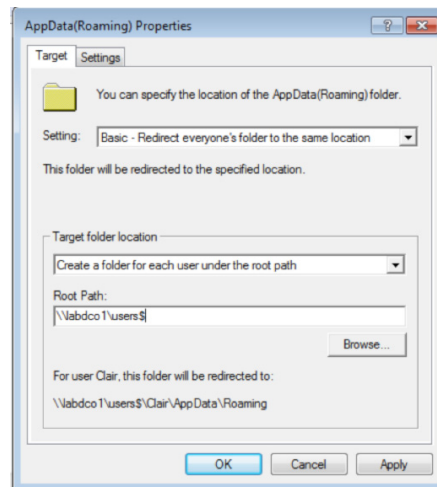 AppData(Roaming) Properties
Target
Settings
You can specify the location of the AppData(Roaming) folder.
Setting:
Basic - Redirect everyone's folder to the same location
This folder will be redirected to the specified location.
Target folder location
Create a folder for each user under the root path
Root Path:
\\labdco1\users$
Browse...
For user Clair, this folder will be redirected to:
\\labdco1\users$\Clair\AppData\Roaming
OK
Cancel
Apply